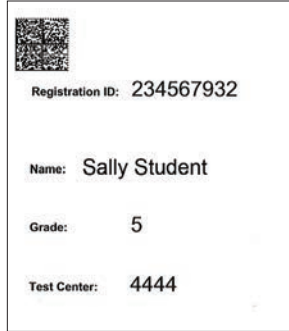 Registration ID: 234567932
Name: Sally Student
Grade: 5
Test Center: 4444